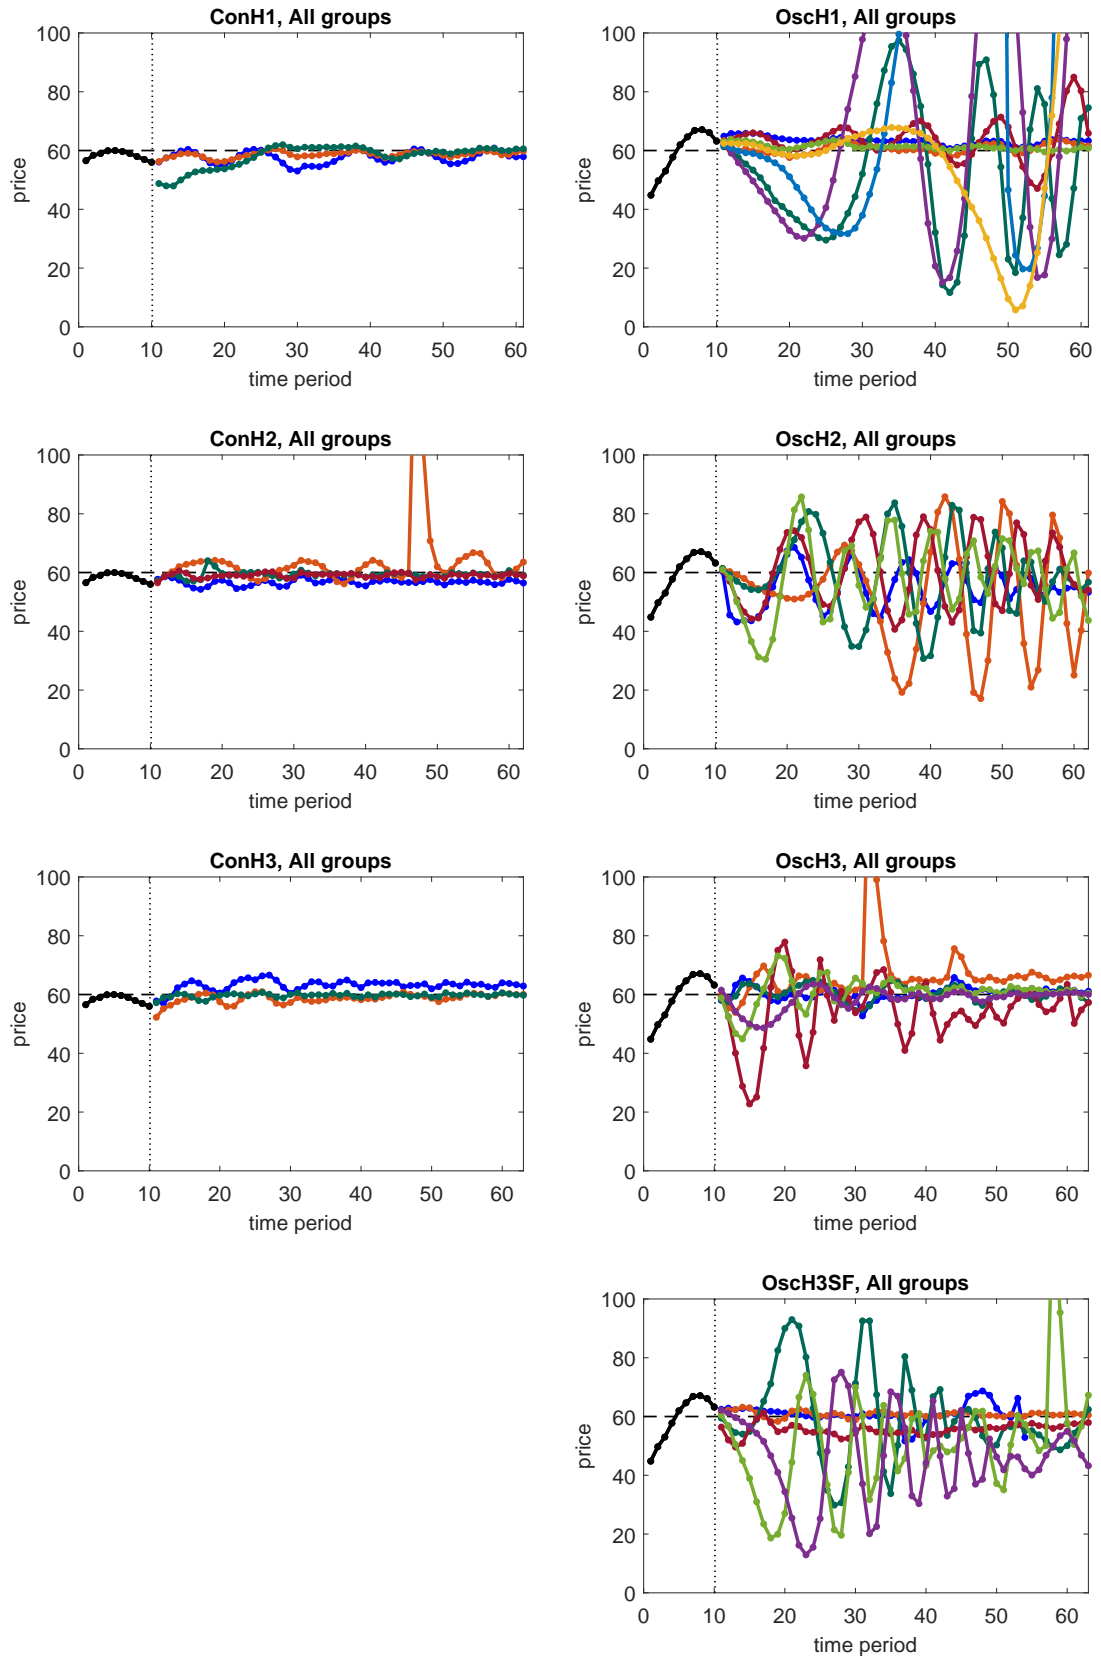 ConH1, All groups
100
80
60
40
20
0
price
0 10 20 30 40 50 60
time period
OscH1, All groups
100
80
60
40
20
0
price
0 10 20 30 40 50 60
time period
ConH2, All groups
100
80
60
40
20
0
price
0 10 20 30 40 50 60
time period
OscH2, All groups
100
80
60
40
20
0
price
0 10 20 30 40 50 60
time period
ConH3, All groups
100
80
60
40
20
0
price
0 10 20 30 40 50 60
time period
OscH3, All groups
100
80
60
40
20
0
price
0 10 20 30 40 50 60
time period
OscH3SF, All groups
100
80
60
40
20
0
price
0 10 20 30 40 50 60
time period